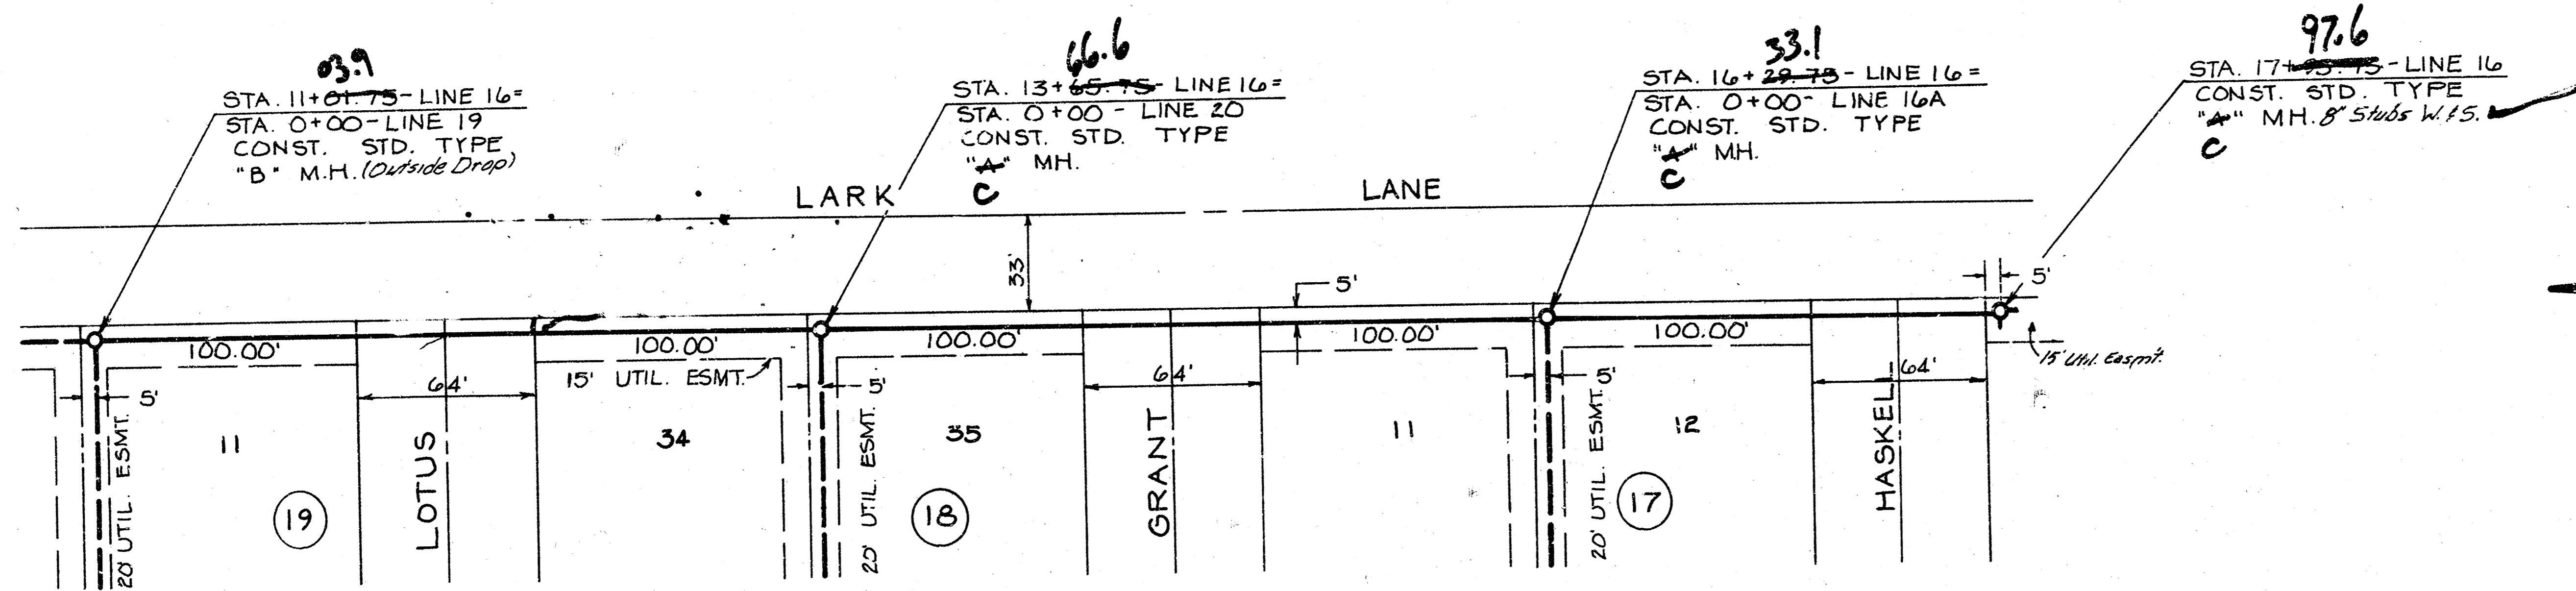 03.9
STA. 11+01.75-LINE 16=
STA. 0+00-LINE 19
CONST. STD. TYPE
"B" M.H. (Outside Drop)
66.6
STA. 13+65.75-LINE 16=
STA. 0+00 - LINE 20
CONST. STD. TYPE
"A" MH.
C
33.1
STA. 16+29.75-LINE 16=
STA. 0+00- LINE 16A
CONST. STD. TYPE
"A" MH.
C
97.6
STA. 17+95.75-LINE 16
CONST. STD. TYPE
"A" MH. 8" Stubs W. & S.
C
LARK LANE
33'
5'
5'
100.00'
100.00'
100.00'
100.00'
100.00'
15' Util. Easmt.
5'
64'
15' UTIL. ESMT.
5'
64'
5'
64'
20' UTIL. ESMT.
11
LOTUS
34
20' UTIL. ESMT.
35
GRANT
11
20' UTIL. ESMT.
12
HASKELL
19
18
17